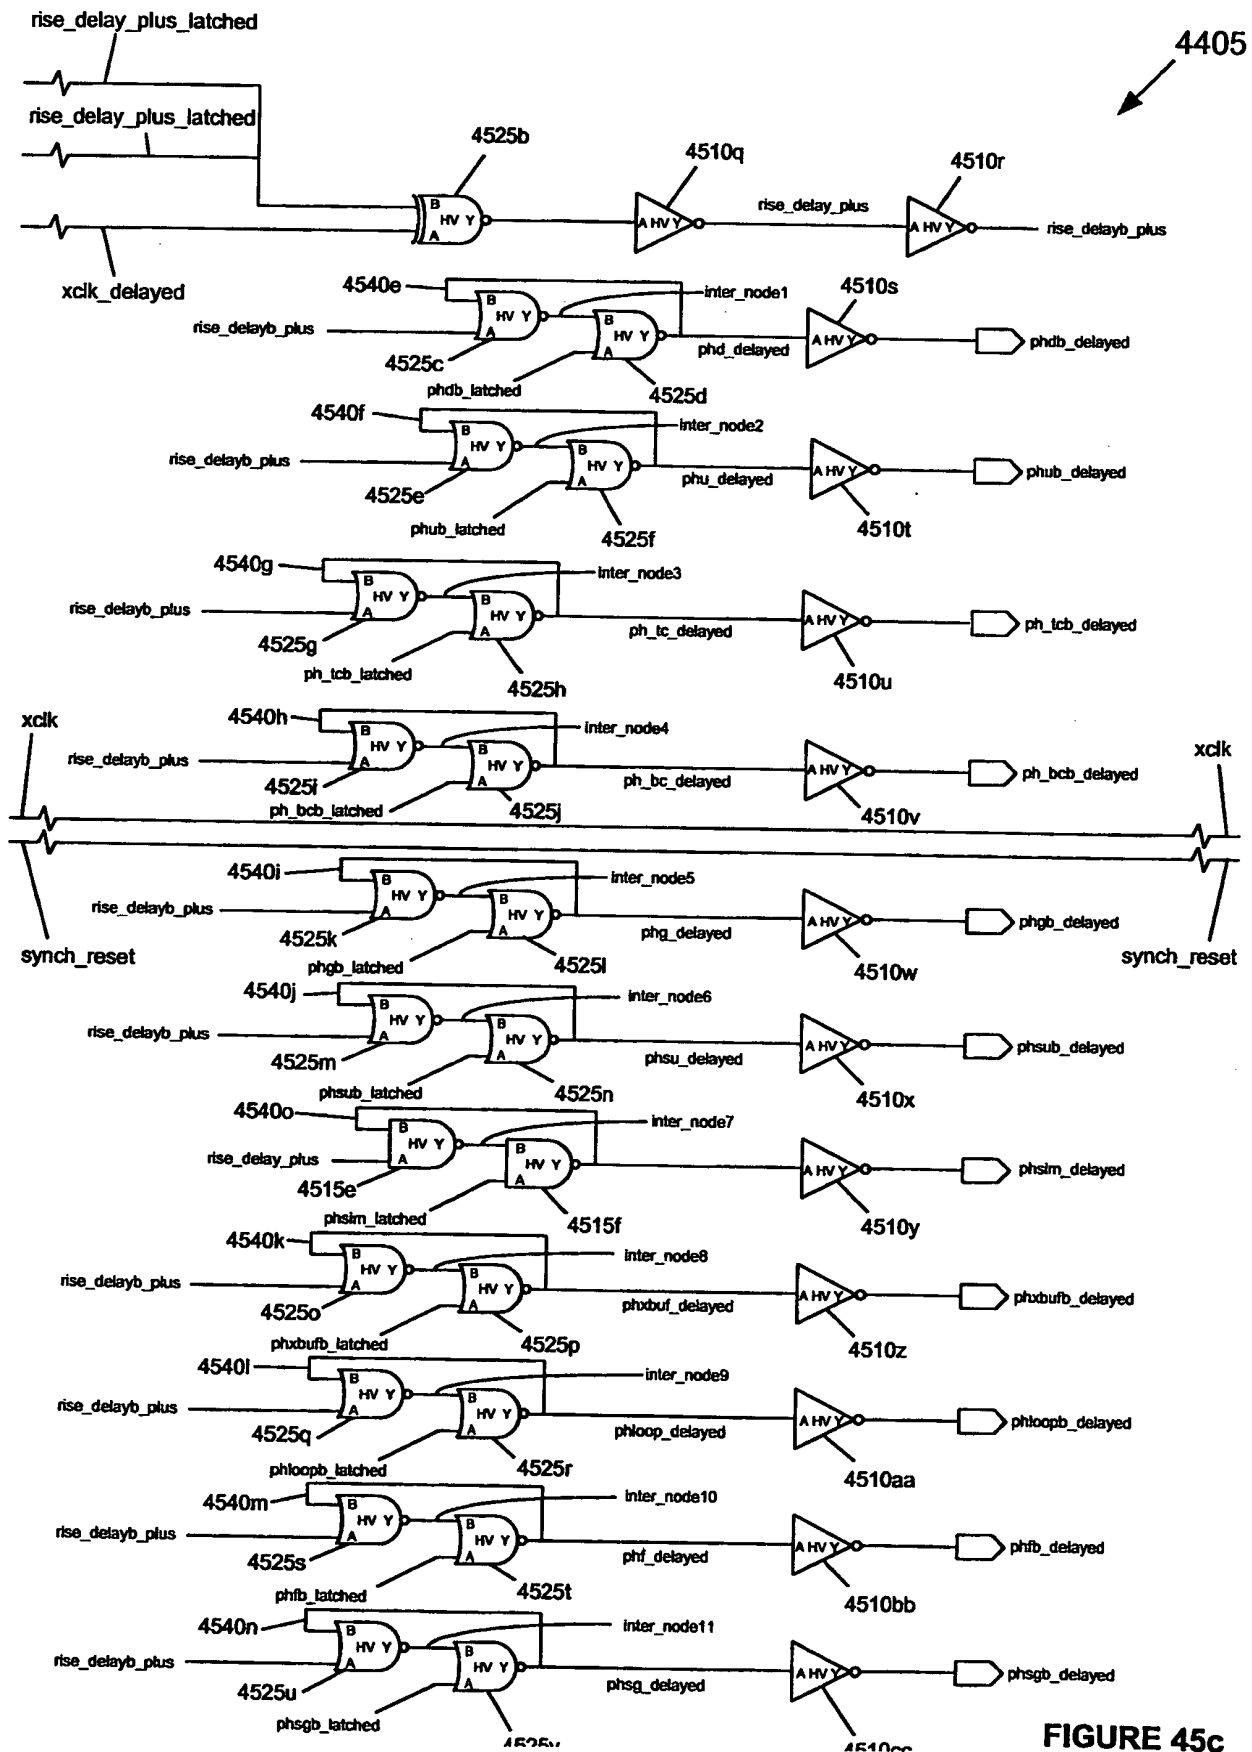 rise_delay_plus_latched
4405
rise_delay_plus_latched
4525b
4510q
4510r
B
HV Y
A
A HV Y
rise_delay_plus
A HV Y
rise_delayb_plus
xclk_delayed
4540e
B
HV Y
A
inter_node1
4510s
rise_delayb_plus
B
HV Y
A
phd_delayed
A HV Y
phdb_delayed
4525c
phdb_latched
4525d
4540f
B
HV Y
A
inter_node2
rise_delayb_plus
B
HV Y
A
phu_delayed
A HV Y
phub_delayed
4525e
phub_latched
4525f
4510t
4540g
B
HV Y
A
inter_node3
rise_delayb_plus
B
HV Y
A
ph_tc_delayed
A HV Y
ph_tcb_delayed
4525g
ph_tcb_latched
4525h
4510u
xclk
4540h
B
HV Y
A
inter_node4
xclk
rise_delayb_plus
B
HV Y
A
ph_bc_delayed
A HV Y
ph_bcb_delayed
4525i
ph_bcb_latched
4525j
4510v
4540i
B
HV Y
A
inter_node5
rise_delayb_plus
B
HV Y
A
phg_delayed
A HV Y
phgb_delayed
4525k
phgb_latched
4525l
4510w
synch_reset
synch_reset
4540j
B
HV Y
A
inter_node6
rise_delayb_plus
B
HV Y
A
phsu_delayed
A HV Y
phsub_delayed
4525m
phsub_latched
4525n
4510x
4540o
B
HV Y
A
inter_node7
rise_delay_plus
B
HV Y
A
A HV Y
phsim_delayed
4515e
phsim_latched
4515f
4510y
4540k
B
HV Y
A
inter_node8
rise_delayb_plus
B
HV Y
A
phxbuf_delayed
A HV Y
phxbufb_delayed
4525o
phxbufb_latched
4525p
4510z
4540l
B
HV Y
A
inter_node9
rise_delayb_plus
B
HV Y
A
phloop_delayed
A HV Y
phloopb_delayed
4525q
phloopb_latched
4525r
4510aa
4540m
B
HV Y
A
inter_node10
rise_delayb_plus
B
HV Y
A
phf_delayed
A HV Y
phfb_delayed
4525s
phfb_latched
4525t
4510bb
4540n
B
HV Y
A
inter_node11
rise_delayb_plus
B
HV Y
A
phsg_delayed
A HV Y
phsgb_delayed
4525u
phsgb_latched
4525v
4510cc
FIGURE 45c